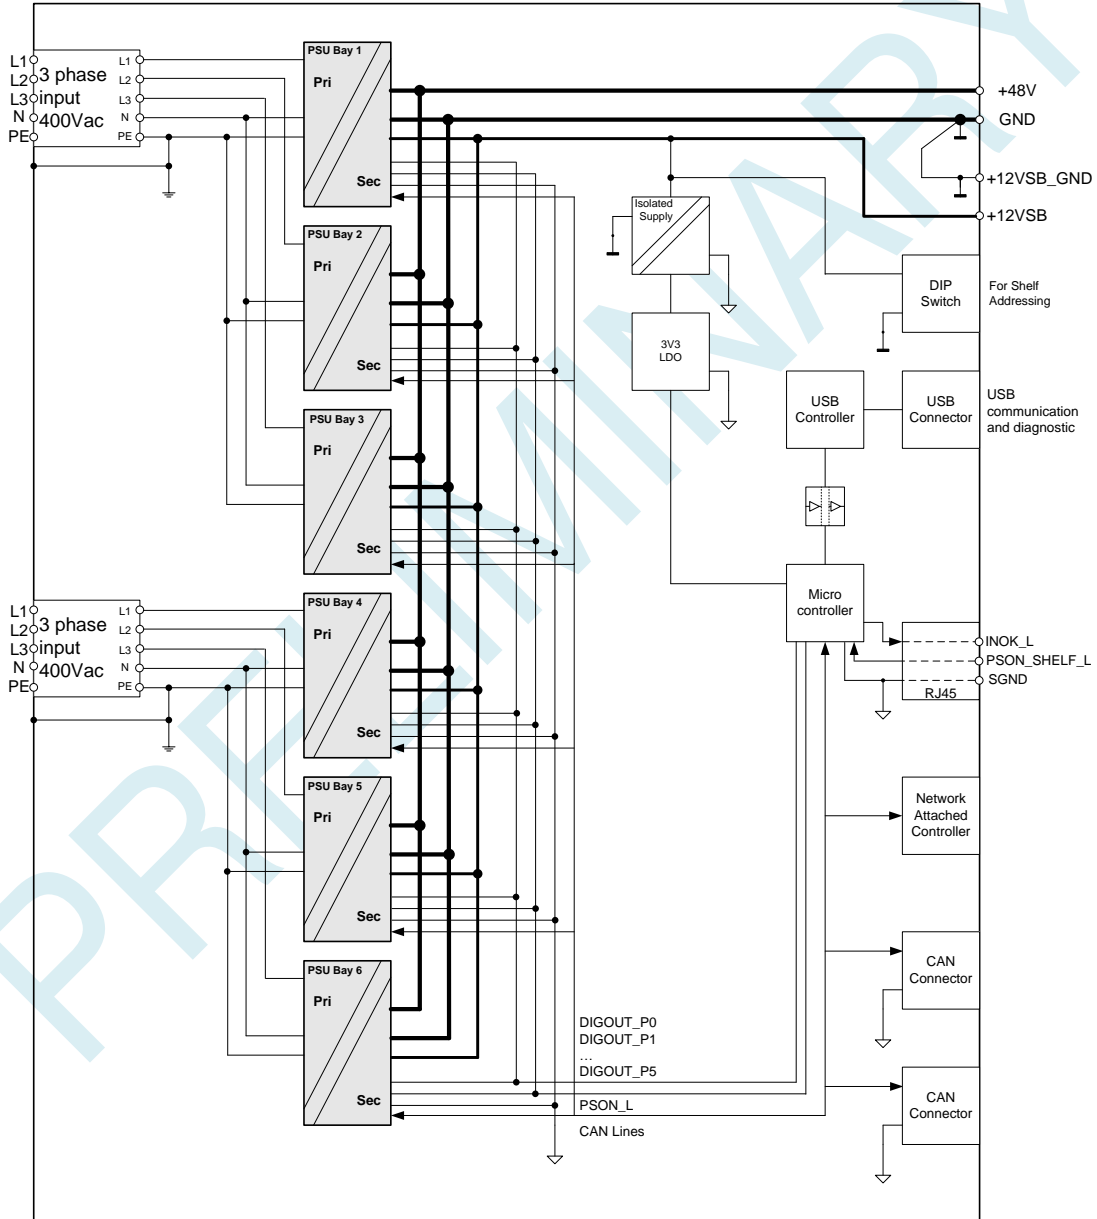 PRELIMINARY
L1
L2
L3
N
PE
3 phase
input
400Vac
L1
L2
L3
N
PE
PSU Bay 1
Pri
Sec
PSU Bay 2
Pri
Sec
PSU Bay 3
Pri
Sec
L1
L2
L3
N
PE
3 phase
input
400Vac
L1
L2
L3
N
PE
PSU Bay 4
Pri
Sec
PSU Bay 5
Pri
Sec
PSU Bay 6
Pri
Sec
+48V
GND
+12VSB_GND
+12VSB
Isolated
Supply
3V3
LDO
DIP
Switch
For Shelf
Addressing
USB
Controller
USB
Connector
USB
communication
and diagnostic
Micro
controller
INOK_L
PSON_SHELF_L
SGND
RJ45
Network
Attached
Controller
CAN
Connector
CAN
Connector
DIGOUT_P0
DIGOUT_P1
...
DIGOUT_P5
PSON_L
CAN Lines